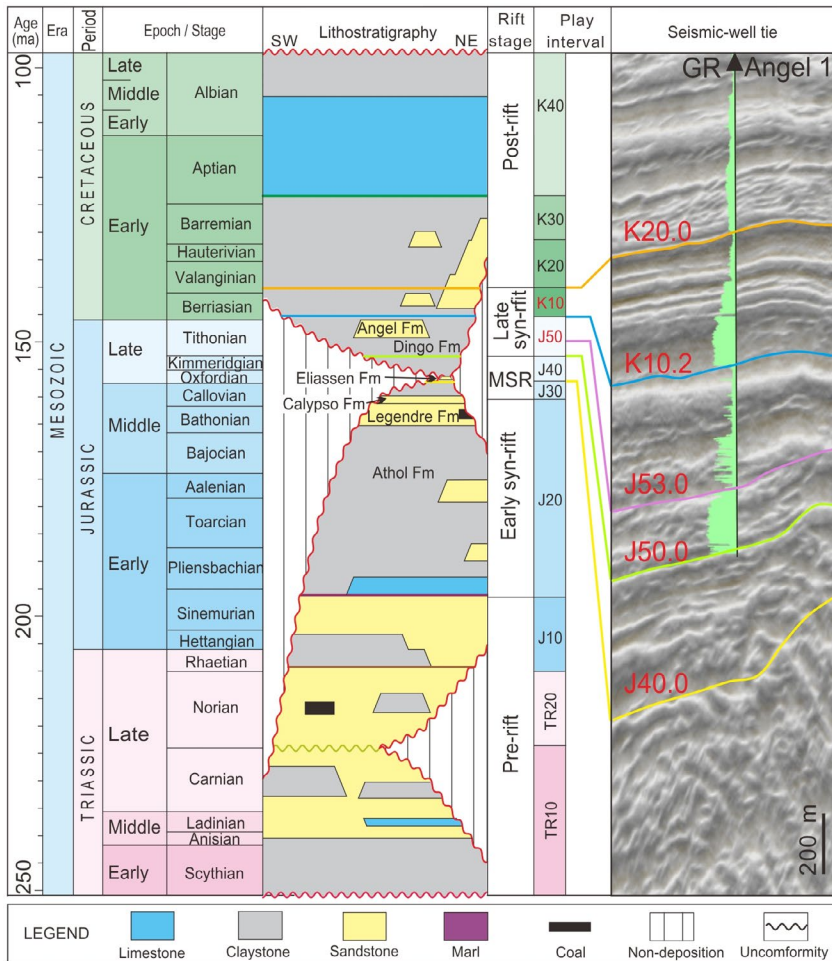 Age (ma)
Era
Period
Epoch / Stage
Lithostratigraphy
SW
NE
Rift stage
Play interval
Seismic-well tie
100
150
200
250
MESOZOIC
CRETACEOUS
JURASSIC
TRIASSIC
Late
Middle
Early
Early
Late
Middle
Early
Late
Middle
Early
Albian
Aptian
Barremian
Hauterivian
Valanginian
Berriasian
Tithonian
Kimmeridgian
Oxfordian
Callovian
Bathonian
Bajocian
Aalenian
Toarcian
Pliensbachian
Sinemurian
Hettangian
Rhaetian
Norian
Carnian
Ladinian
Anisian
Scythian
Angel Fm
Dingo Fm
Eliassen Fm
Calypso Fm
Legendre Fm
Athol Fm
Post-rift
Late syn-rfit
MSR
Early syn-rift
Pre-rift
K40
K30
K20
K10
J50
J40
J30
J20
J10
TR20
TR10
GR
Angel 1
K20.0
K10.2
J53.0
J50.0
J40.0
200 m
LEGEND
Limestone
Claystone
Sandstone
Marl
Coal
Non-deposition
Uncomformity